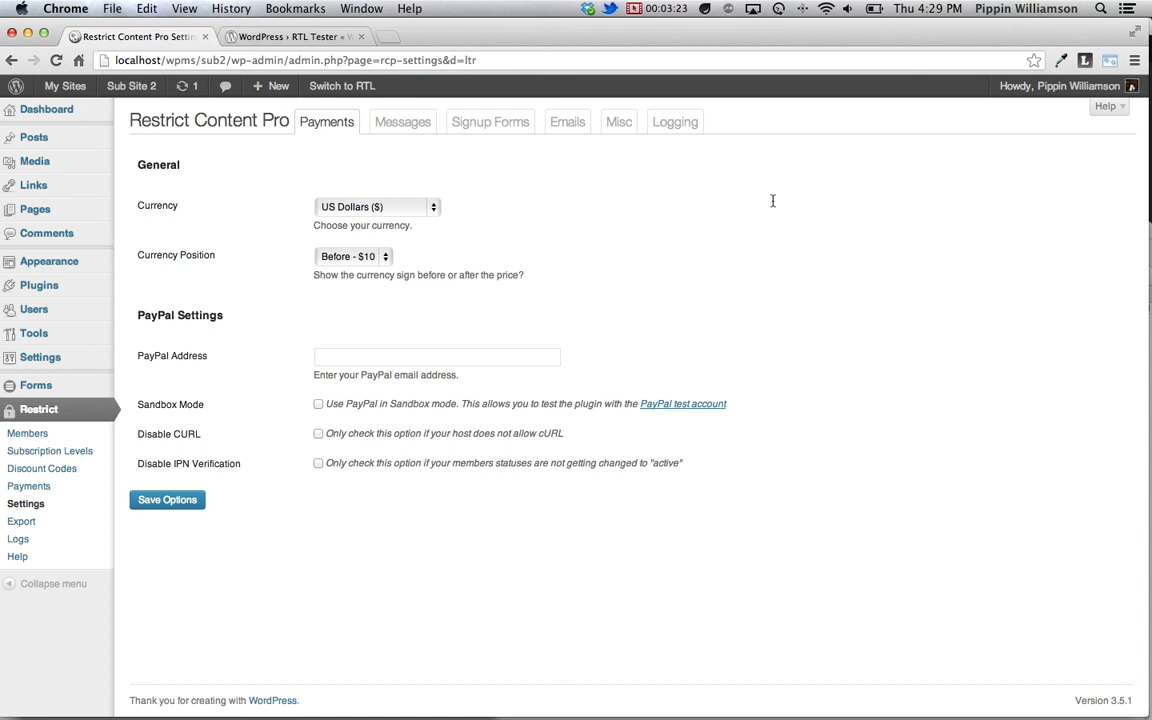 Chrome File Edit View History Bookmarks Window Help 00:03:23 Thu 4:29 PM Pippin Williamson
Restrict Content Pro Settin WordPress › RTL Tester «
localhost/wpms/sub2/wp-admin/admin.php?page=rcp-settings&d=ltr
My Sites Sub Site 2 1 + New Switch to RTL Howdy, Pippin Williamson
Help
Dashboard
Posts
Media
Links
Pages
Comments
Appearance
Plugins
Users
Tools
Settings
Forms
Restrict
Members
Subscription Levels
Discount Codes
Payments
Settings
Export
Logs
Help
Collapse menu
Restrict Content Pro Payments Messages Signup Forms Emails Misc Logging
General
Currency US Dollars ($)
Choose your currency.
Currency Position Before - $10
Show the currency sign before or after the price?
PayPal Settings
PayPal Address
Enter your PayPal email address.
Sandbox Mode Use PayPal in Sandbox mode. This allows you to test the plugin with the PayPal test account
Disable CURL Only check this option if your host does not allow cURL
Disable IPN Verification Only check this option if your members statuses are not getting changed to "active"
Save Options
Thank you for creating with WordPress. Version 3.5.1